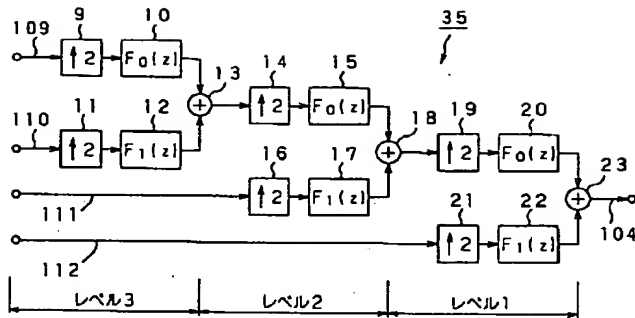 9 10 35
109 ↑2 F₀(z) 13 14 15
11 12 + ↑2 F₀(z) 18 19 20
110 ↑2 F₁(z) 16 17 + ↑2 F₀(z) 23
111 ↑2 F₁(z) 21 22 + 104
112 ↑2 F₁(z)
レベル3 レベル2 レベル1